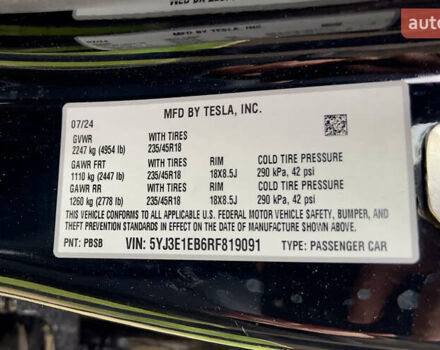 auto.
MFD BY TESLA, INC.
07/24
GVWR WITH TIRES
2247 kg (4954 lb) 235/45R18
GAWR FRT WITH TIRES RIM COLD TIRE PRESSURE
1110 kg (2447 lb) 235/45R18 18X8.5J 290 kPa, 42 psi
GAWR RR WITH TIRES RIM COLD TIRE PRESSURE
1260 kg (2778 lb) 235/45R18 18X8.5J 290 kPa, 42 psi
THIS VEHICLE CONFORMS TO ALL APPLICABLE U.S. FEDERAL MOTOR VEHICLE SAFETY, BUMPER, AND
THEFT PREVENTION STANDARDS IN EFFECT ON THE DATE OF MANUFACTURE SHOWN ABOVE.
PNT: PBSB VIN: 5YJ3E1EB6RF819091 TYPE: PASSENGER CAR